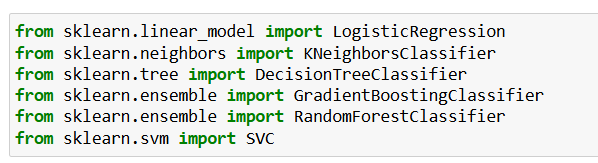 from sklearn.linear_model import LogisticRegression
from sklearn.neighbors import KNeighborsClassifier
from sklearn.tree import DecisionTreeClassifier
from sklearn.ensemble import GradientBoostingClassifier
from sklearn.ensemble import RandomForestClassifier
from sklearn.svm import SVC